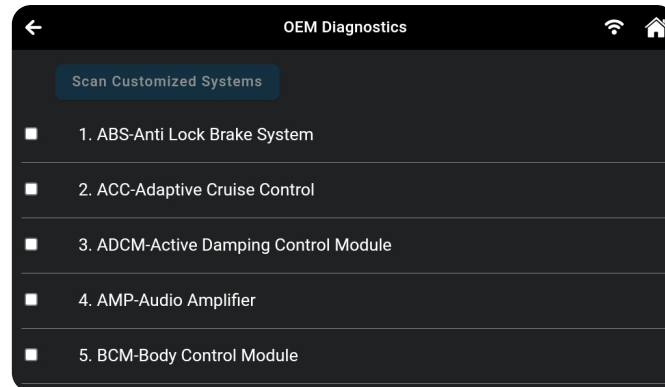 OEM Diagnostics
Scan Customized Systems
1. ABS-Anti Lock Brake System
2. ACC-Adaptive Cruise Control
3. ADCM-Active Damping Control Module
4. AMP-Audio Amplifier
5. BCM-Body Control Module